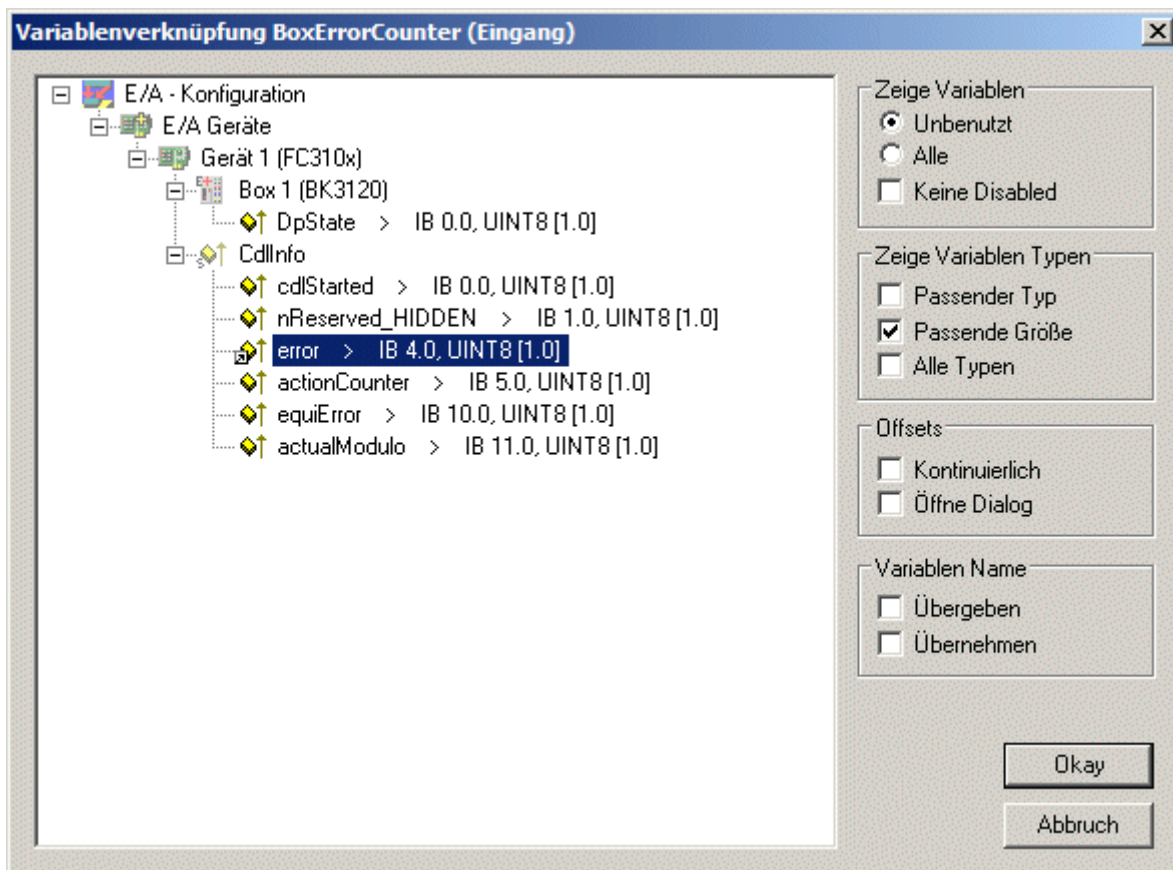 Variablenverknüpfung BoxErrorCounter (Eingang)
E/A - Konfiguration
E/A Geräte
Gerät 1 (FC310x)
Box 1 (BK3120)
DpState > IB 0.0, UINT8 [1.0]
CdlInfo
cdlStarted > IB 0.0, UINT8 [1.0]
nReserved_HIDDEN > IB 1.0, UINT8 [1.0]
error > IB 4.0, UINT8 [1.0]
actionCounter > IB 5.0, UINT8 [1.0]
equiError > IB 10.0, UINT8 [1.0]
actualModulo > IB 11.0, UINT8 [1.0]
Zeige Variablen
Unbenutzt
Alle
Keine Disabled
Zeige Variablen Typen
Passender Typ
Passende Größe
Alle Typen
Offsets
Kontinuierlich
Öffne Dialog
Variablen Name
Übergeben
Übernehmen
Okay
Abbruch